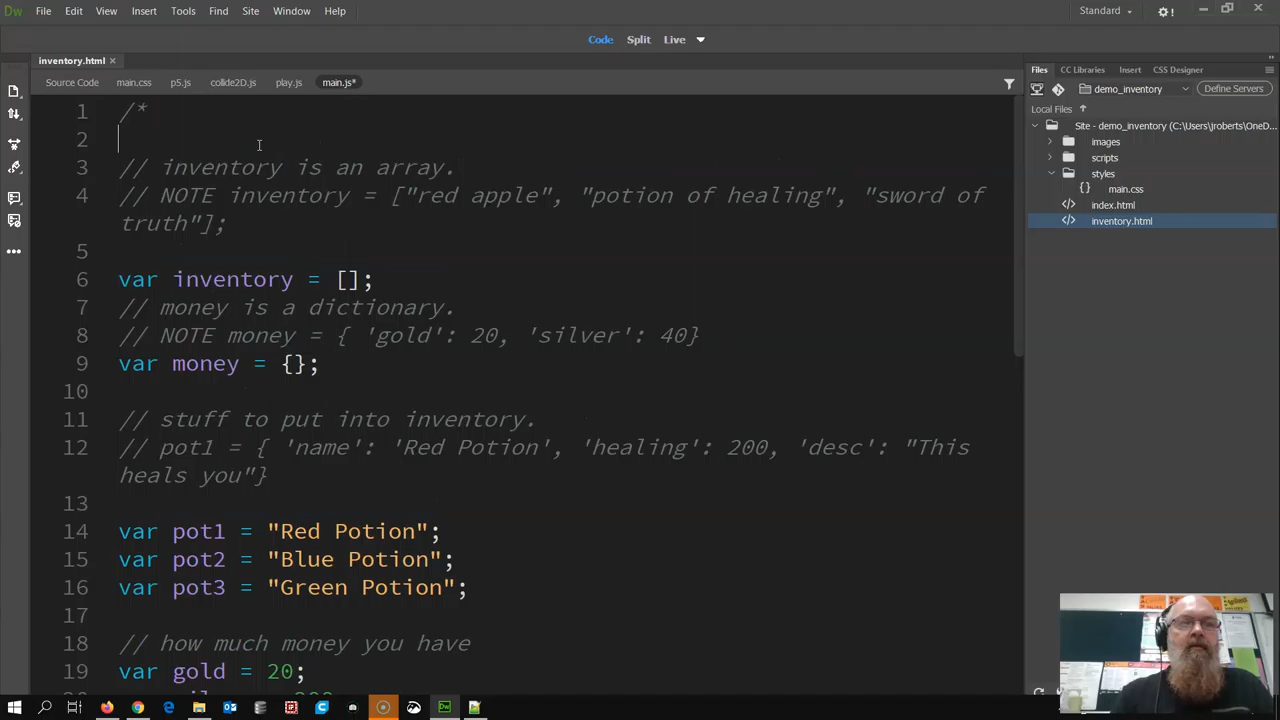 Dw File Edit View Insert Tools Find Site Window Help Standard
Code Split Live
inventory.html ×
Source Code main.css p5.js collide2D.js play.js main.js*
1 /*
2
3 // inventory is an array.
4 // NOTE inventory = ["red apple", "potion of healing", "sword of
truth"];
5
6 var inventory = [];
7 // money is a dictionary.
8 // NOTE money = { 'gold': 20, 'silver': 40}
9 var money = {};
10
11 // stuff to put into inventory.
12 // pot1 = { 'name': 'Red Potion', 'healing': 200, 'desc': "This
heals you"}
13
14 var pot1 = "Red Potion";
15 var pot2 = "Blue Potion";
16 var pot3 = "Green Potion";
17
18 // how much money you have
19 var gold = 20;
Files CC Libraries Insert CSS Designer
demo_inventory Define Servers
Local Files
Site - demo_inventory (C:\Users\jroberts\OneD
images
scripts
styles
main.css
index.html
inventory.html
Dw